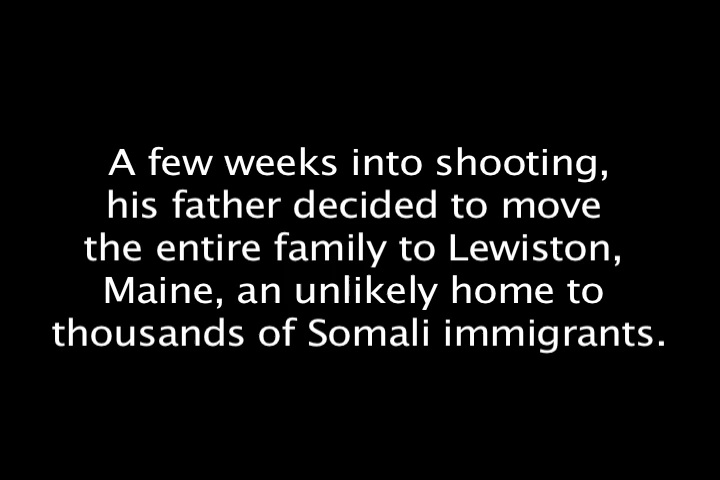 A few weeks into shooting,
his father decided to move
the entire family to Lewiston,
Maine, an unlikely home to
thousands of Somali immigrants.